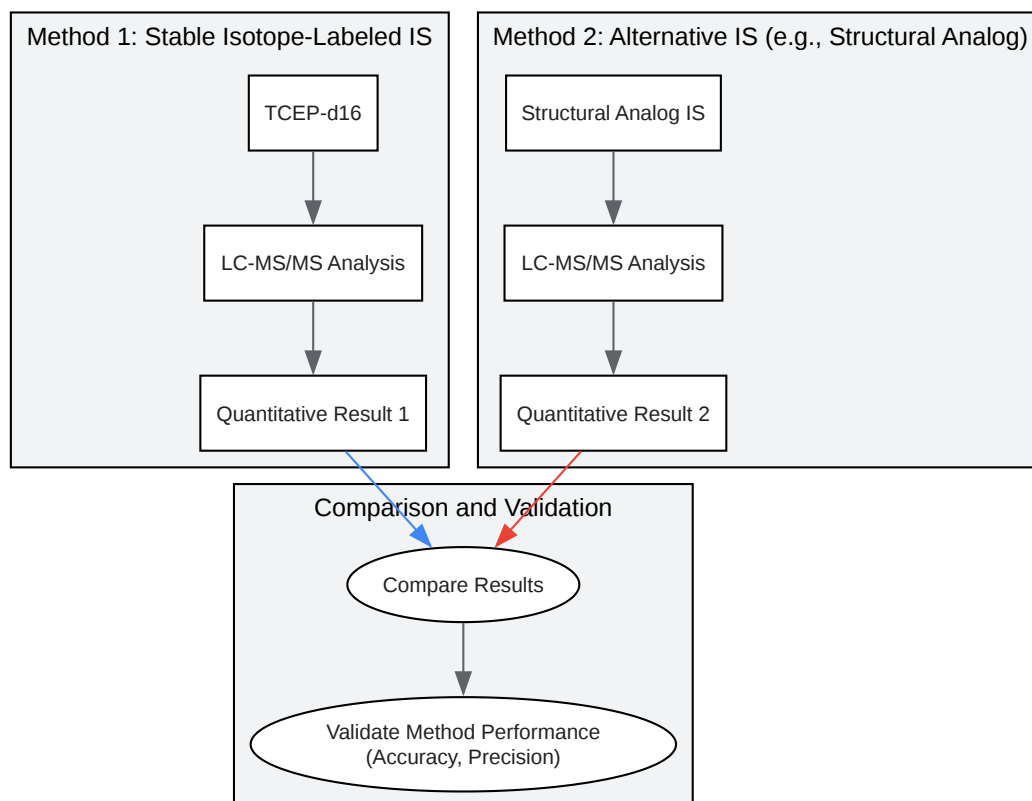 Method 1: Stable Isotope-Labeled IS
TCEP-d16
LC-MS/MS Analysis
Quantitative Result 1
Method 2: Alternative IS (e.g., Structural Analog)
Structural Analog IS
LC-MS/MS Analysis
Quantitative Result 2
Comparison and Validation
Compare Results
Validate Method Performance
(Accuracy, Precision)